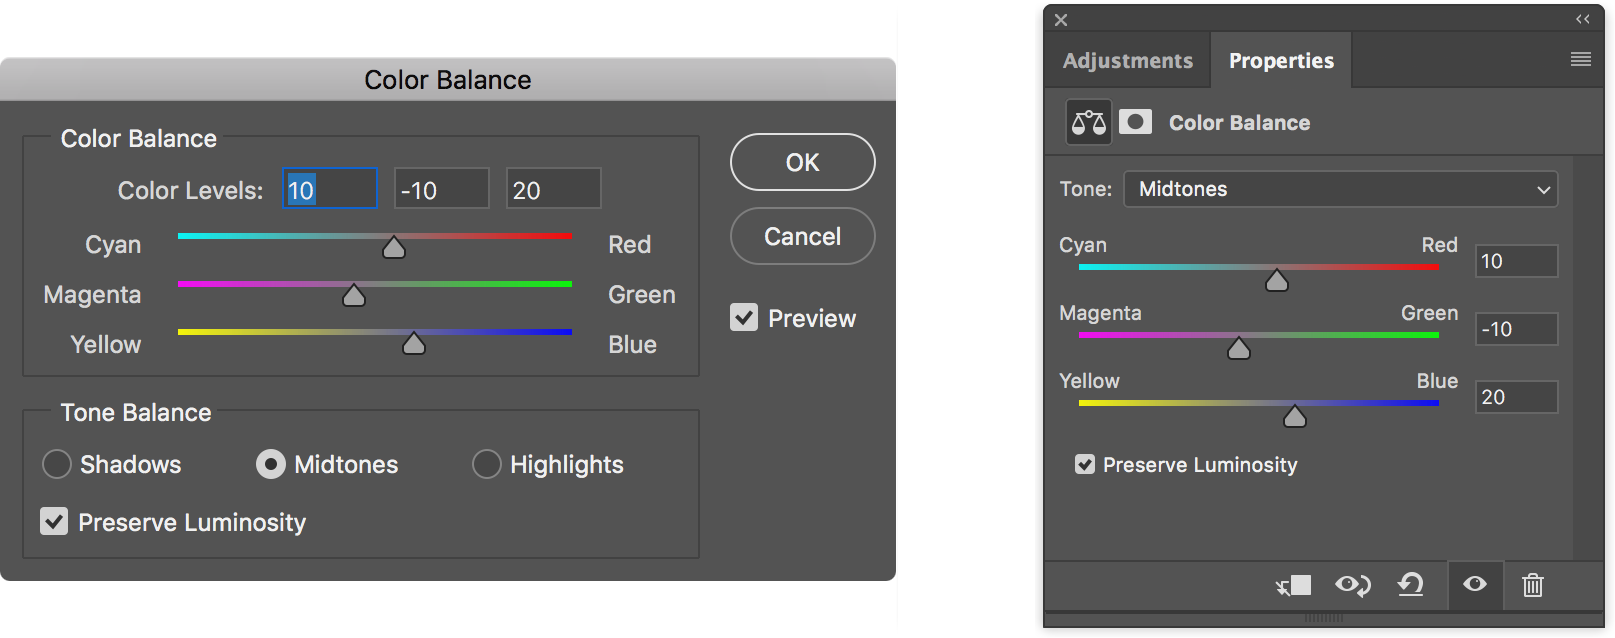 Color Balance
Color Balance
Color Levels: 10 -10 20
Cyan Red
Magenta Green
Yellow Blue
Tone Balance
Shadows Midtones Highlights
Preserve Luminosity
OK
Cancel
Preview
Adjustments Properties
Color Balance
Tone: Midtones
Cyan Red 10
Magenta Green -10
Yellow Blue 20
Preserve Luminosity